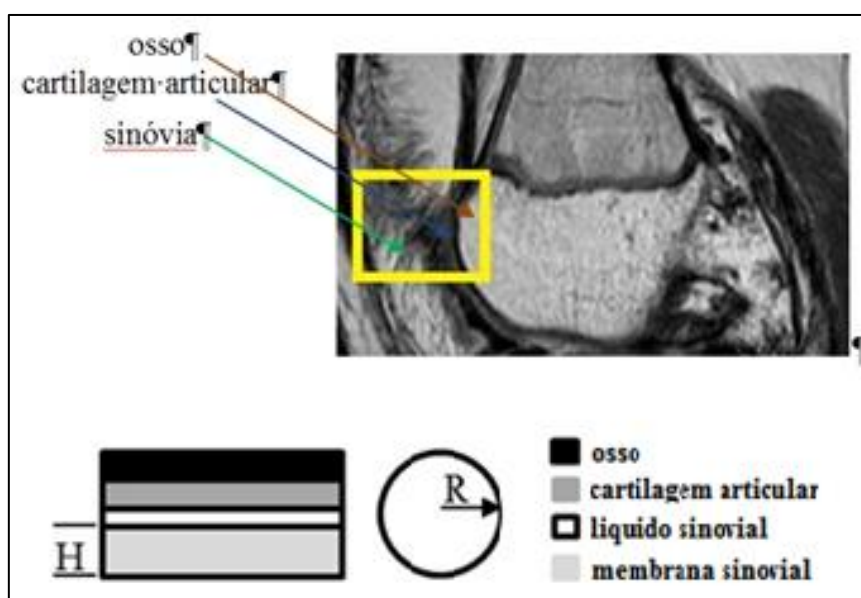 osso¶
cartilagem·articular¶
sinóvia¶
¶
H
R
osso
cartilagem articular
liquido sinovial
membrana sinovial